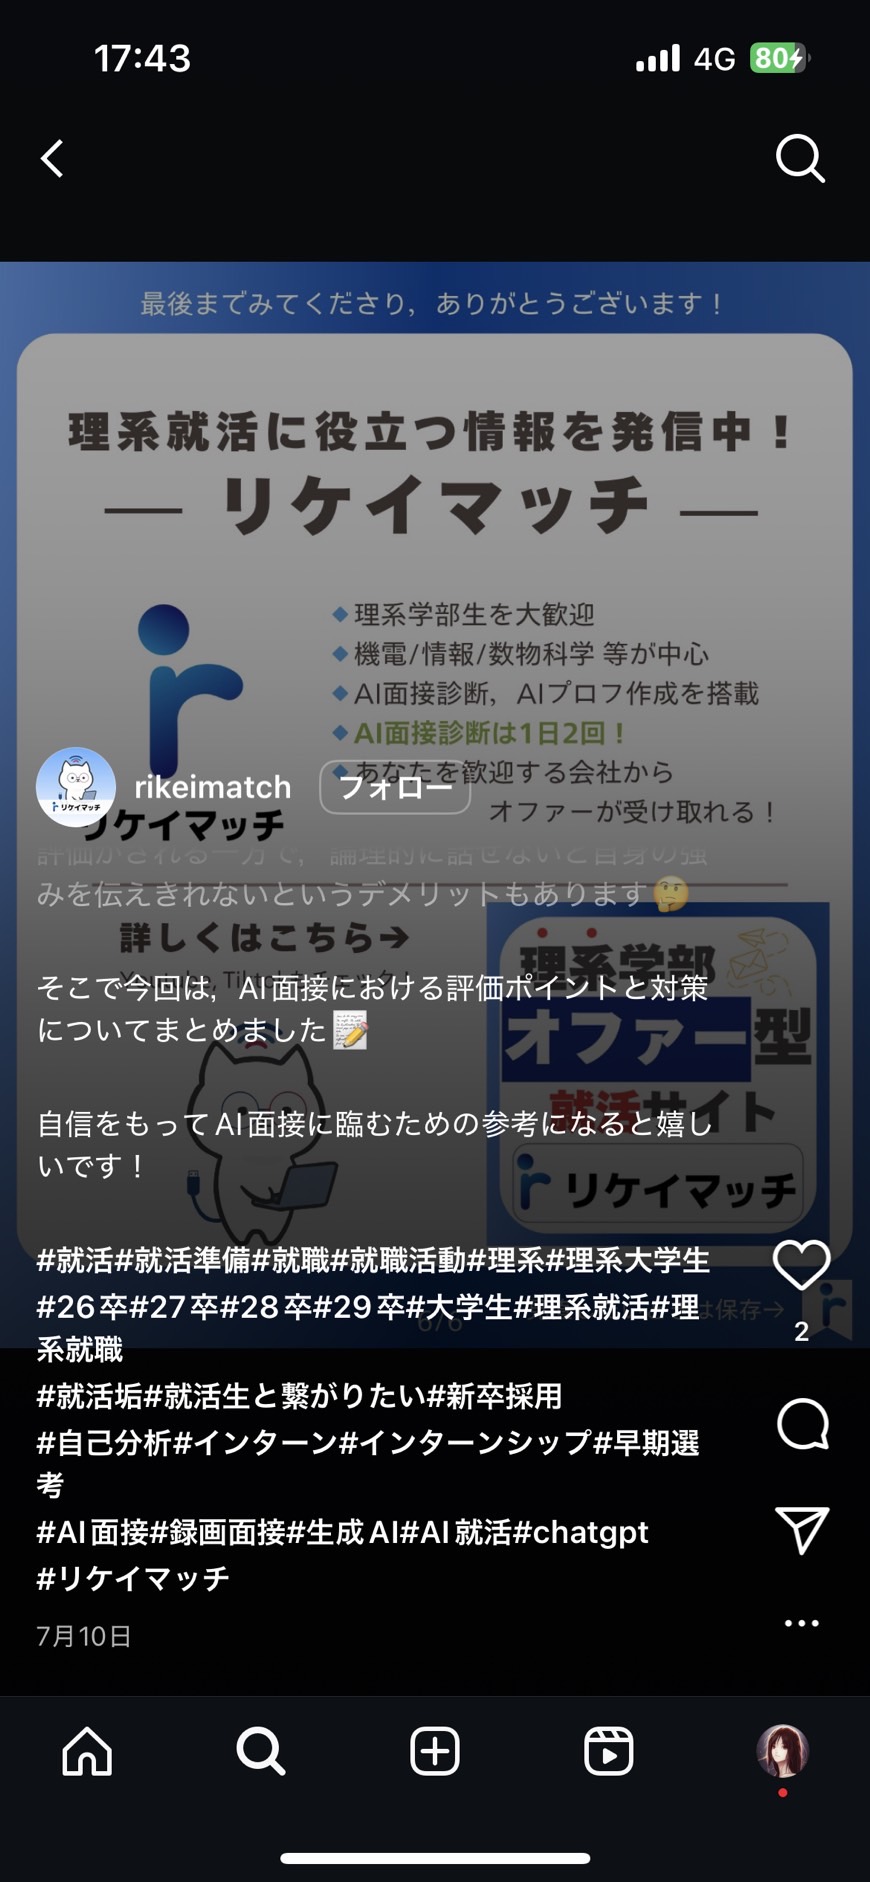 17:43
4G 80
最後までみてくださり，ありがとうございます！
理系就活に役立つ情報を発信中！
リケイマッチ
理系学部生を大歓迎
機電/情報/数物科学 等が中心
AI面接診断，AIプロフ作成を搭載
AI面接診断は1日2回！
あなたを歓迎する会社から
オファーが受け取れる！
リケイマッチ
rikeimatch
フォロー
リケイマッチ
評価がされる一方で，論理的に話せないと自身の強
みを伝えきれないというデメリットもあります🤔
詳しくはこちら→
理系学部
オファー型
就活サイト
リケイマッチ
そこで今回は，AI面接における評価ポイントと対策
についてまとめました📝
自信をもってAI面接に臨むための参考になると嬉し
いです！
#就活#就活準備#就職#就職活動#理系#理系大学生
#26卒#27卒#28卒#29卒#大学生#理系就活#理
系就職
#就活垢#就活生と繋がりたい#新卒採用
#自己分析#インターン#インターンシップ#早期選
考
#AI面接#録画面接#生成AI#AI就活#chatgpt
#リケイマッチ
6/6
は保存→
2
7月10日